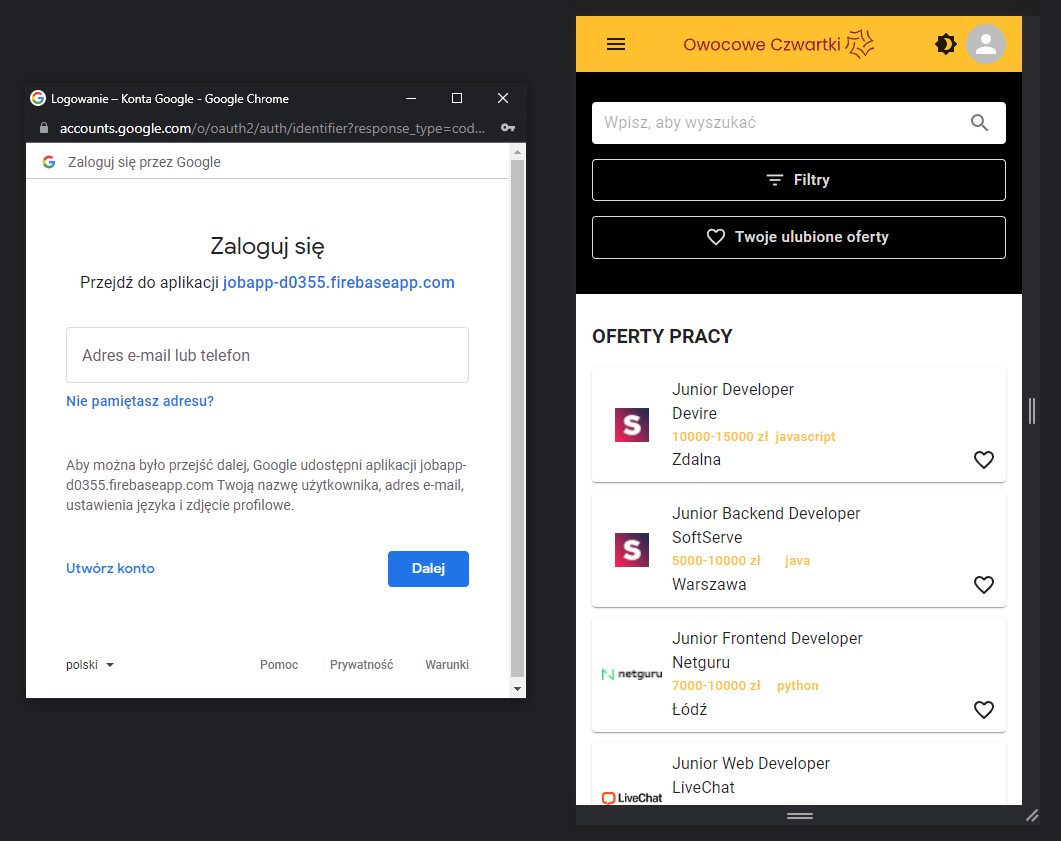 Logowanie – Konta Google - Google Chrome
accounts.google.com/o/oauth2/auth/identifier?response_type=cod...
Zaloguj się przez Google
Zaloguj się
Przejdź do aplikacji jobapp-d0355.firebaseapp.com
Adres e-mail lub telefon
Nie pamiętasz adresu?
Aby można było przejść dalej, Google udostępni aplikacji jobapp-
d0355.firebaseapp.com Twoją nazwę użytkownika, adres e-mail,
ustawienia języka i zdjęcie profilowe.
Utwórz konto
Dalej
polski
Pomoc
Prywatność
Warunki
Owocowe Czwartki
Wpisz, aby wyszukać
Filtry
Twoje ulubione oferty
OFERTY PRACY
S
Junior Developer
Devire
10000-15000 zł javascript
Zdalna
S
Junior Backend Developer
SoftServe
5000-10000 zł java
Warszawa
netguru
Junior Frontend Developer
Netguru
7000-10000 zł python
Łódź
LiveChat
Junior Web Developer
LiveChat